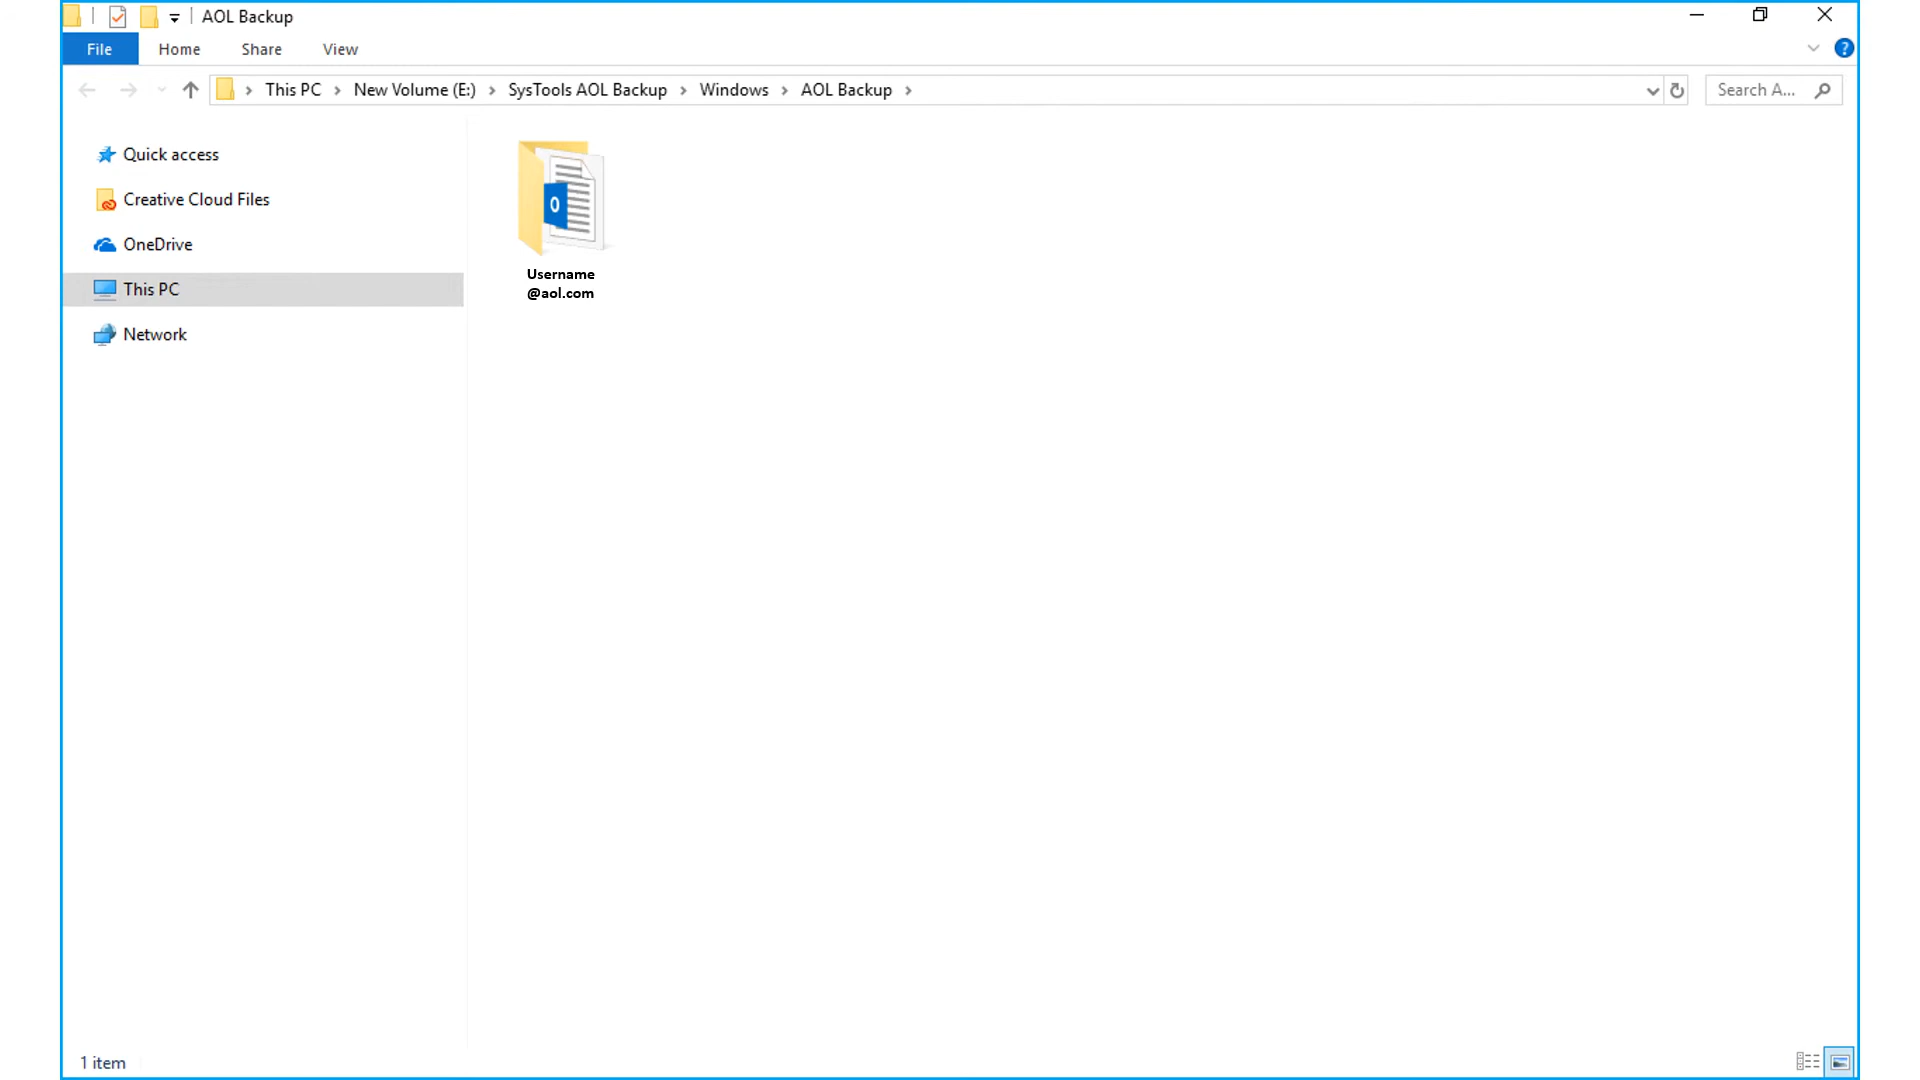 AOL Backup
File Home Share View
This PC New Volume (E:) SysTools AOL Backup Windows AOL Backup Search A...
Quick access
Creative Cloud Files
OneDrive
This PC
Network
O
Username
@aol.com
1 item